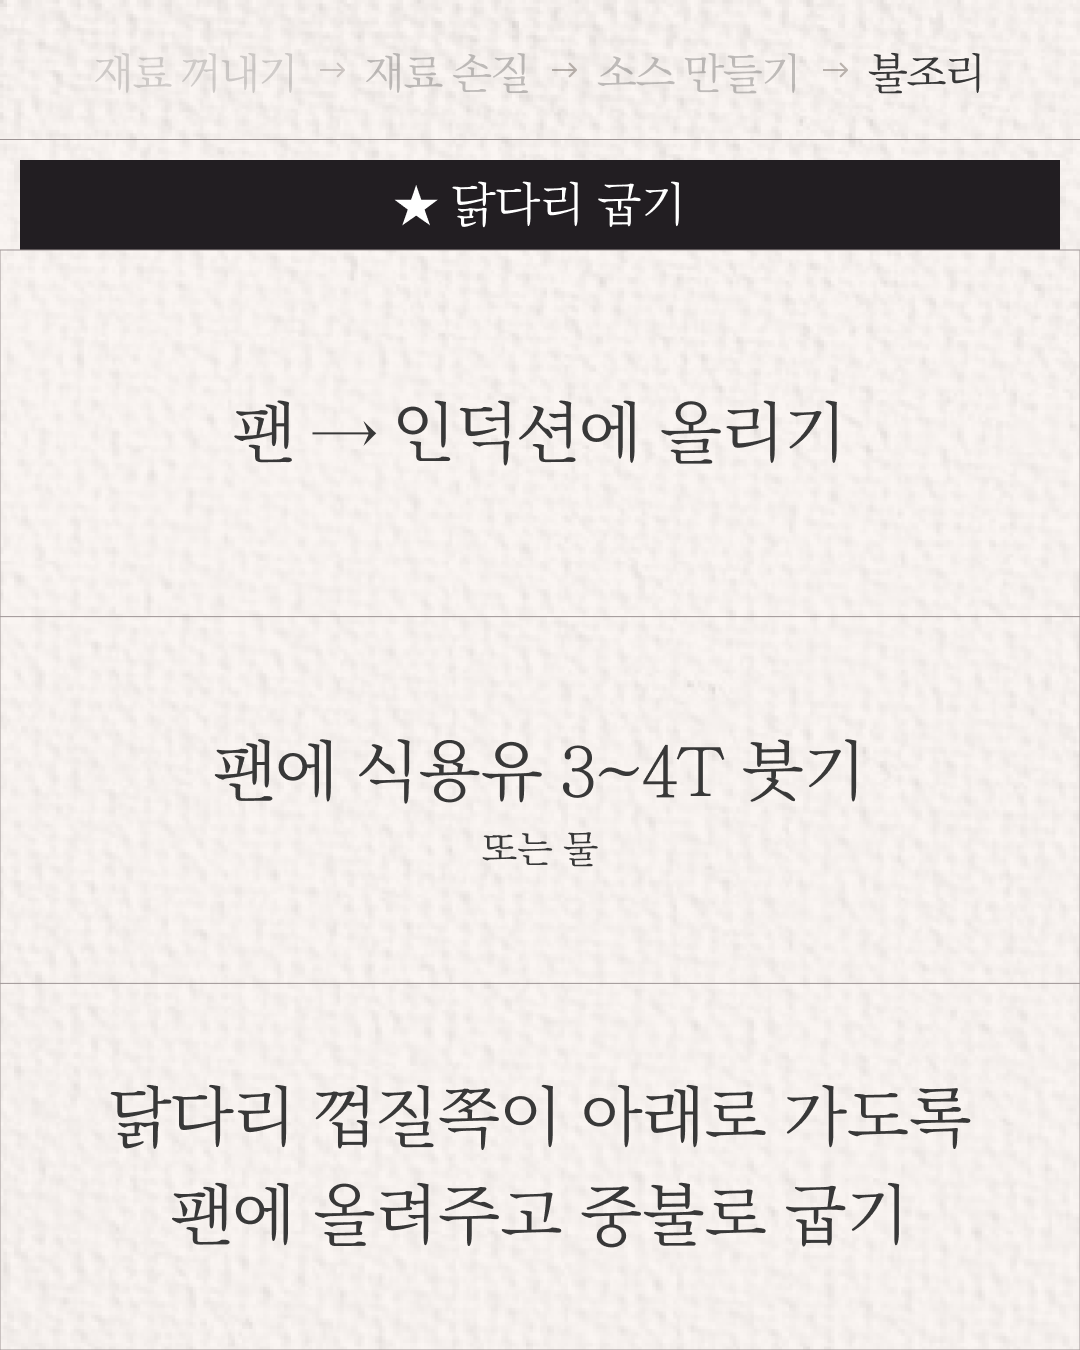 재료 꺼내기 → 재료 손질 → 소스 만들기 → 불조리
★ 닭다리 굽기
팬 → 인덕션에 올리기
팬에 식용유 3~4T 붓기
또는 물
닭다리 껍질쪽이 아래로 가도록
팬에 올려주고 중불로 굽기